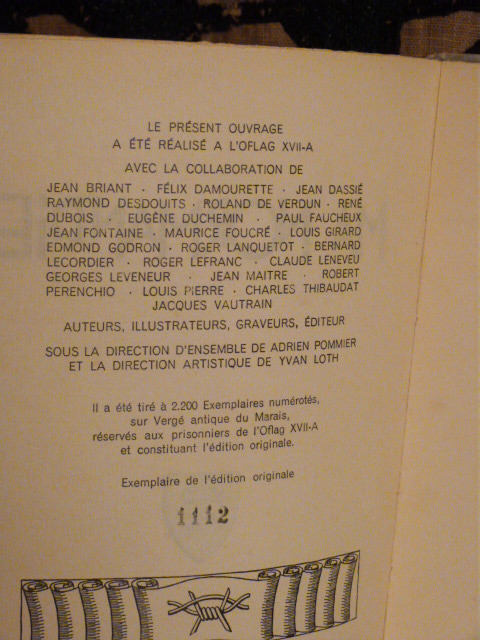 LE PRÉSENT OUVRAGE
A ÉTÉ RÉALISÉ A L'OFLAG XVII-A
AVEC LA COLLABORATION DE
JEAN BRIANT · FÉLIX DAMOURETTE · JEAN DASSIÉ
RAYMOND DESDOUITS · ROLAND DE VERDUN · RENÉ
DUBOIS · EUGÈNE DUCHEMIN · PAUL FAUCHEUX
JEAN FONTAINE · MAURICE FOUCRÉ · LOUIS GIRARD
EDMOND GODRON · ROGER LANQUETOT · BERNARD
LECORDIER · ROGER LEFRANC · CLAUDE LENEVEU
GEORGES LEVENEUR · JEAN MAITRE · ROBERT
PERENCHIO · LOUIS PIERRE · CHARLES THIBAUDAT
JACQUES VAUTRAIN
AUTEURS, ILLUSTRATEURS, GRAVEURS, ÉDITEUR
SOUS LA DIRECTION D'ENSEMBLE DE ADRIEN POMMIER
ET LA DIRECTION ARTISTIQUE DE YVAN LOTH
Il a été tiré à 2.200 Exemplaires numérotés,
sur Vergé antique du Marais,
réservés aux prisonniers de l'Oflag XVII-A
et constituant l'édition originale.
Exemplaire de l'édition originale
1112